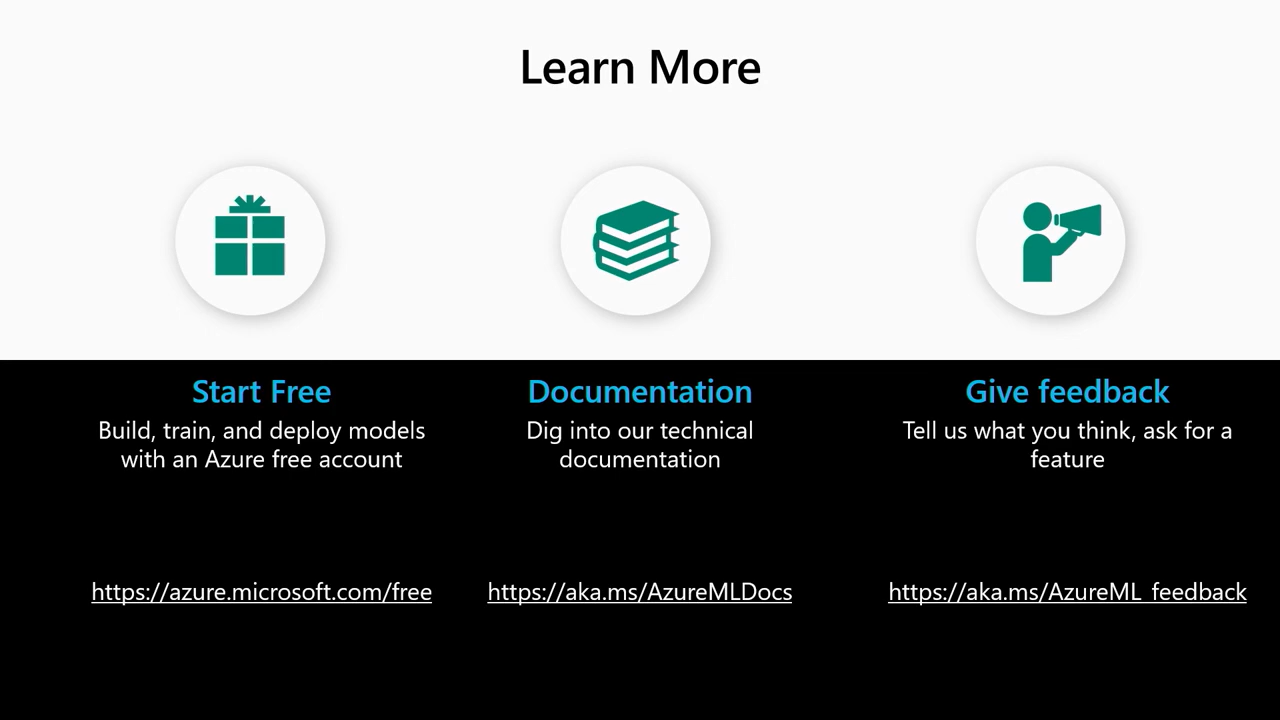 Learn More
Start Free
Build, train, and deploy models
with an Azure free account
https://azure.microsoft.com/free
Documentation
Dig into our technical
documentation
https://aka.ms/AzureMLDocs
Give feedback
Tell us what you think, ask for a
feature
https://aka.ms/AzureML_feedback